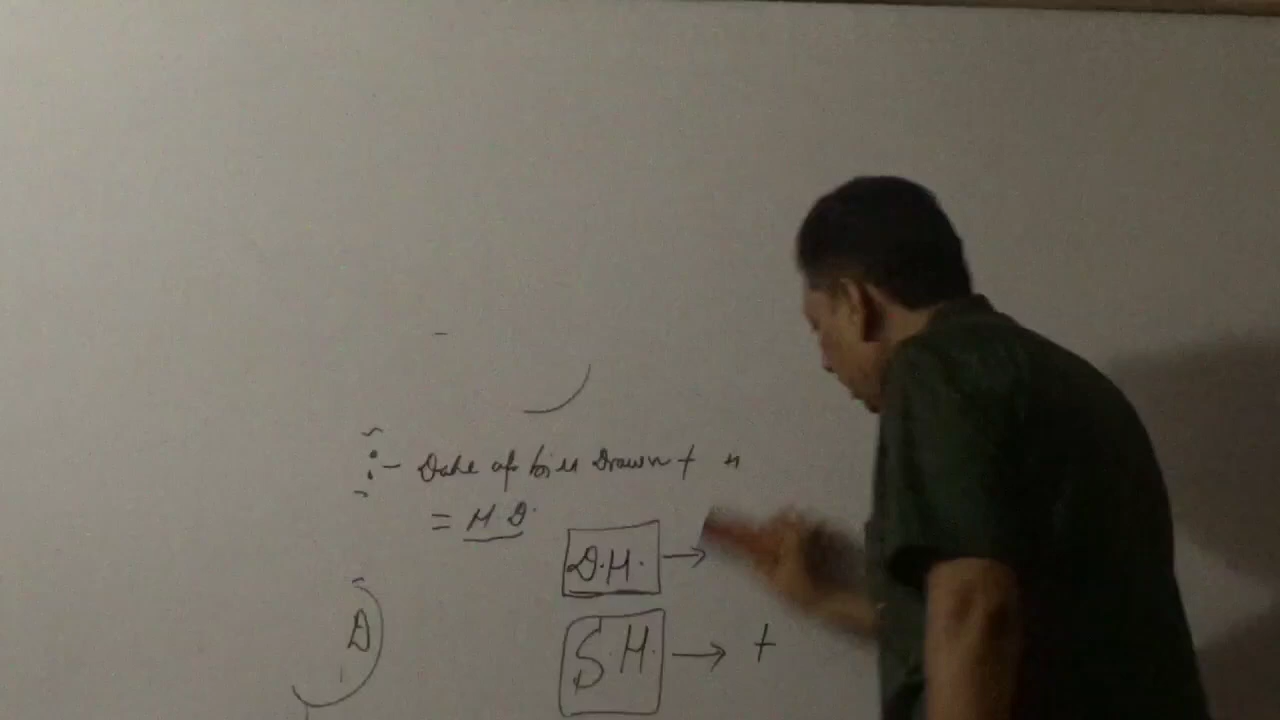 :- Date of bill Drawn +
= M.D.
D.H. →
S.H. → +
D